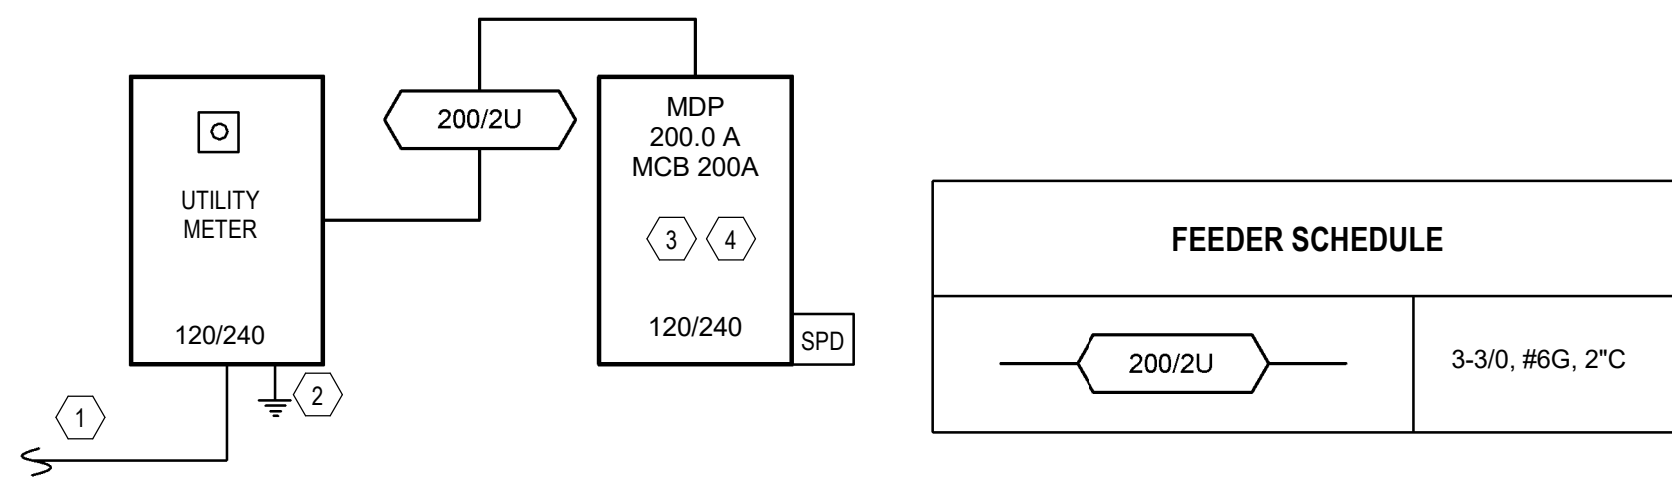 200/2U
UTILITY
METER
120/240
1
2
MDP
200.0 A
MCB 200A
3 4
120/240
SPD
FEEDER SCHEDULE
200/2U
3-3/0, #6G, 2"C